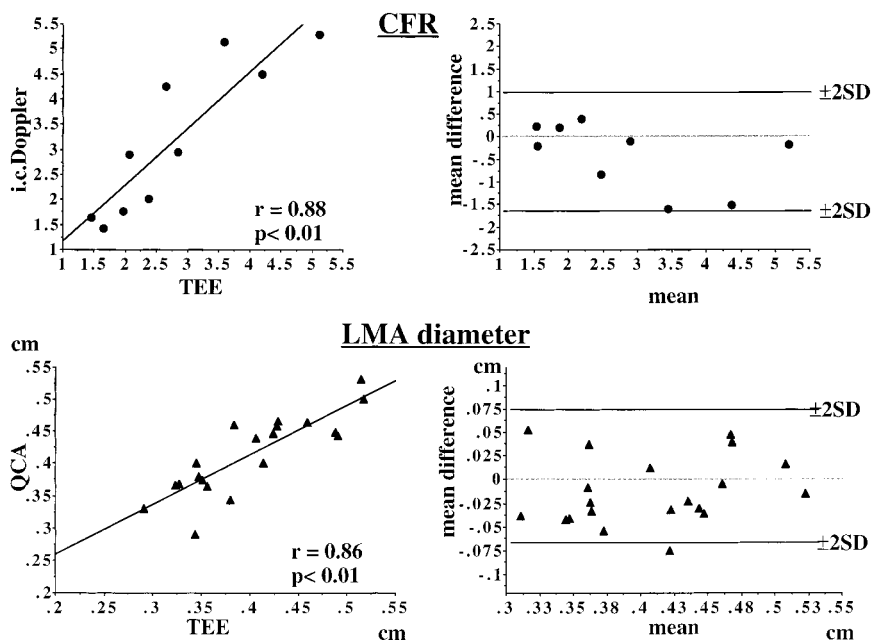 CFR
5.5
5
4.5
4
3.5
3
2.5
2
1.5
1
i.c.Doppler
r = 0.88
p< 0.01
1 1.5 2 2.5 3 3.5 4 4.5 5 5.5
TEE
2.5
2
1.5
1
.5
0
-.5
-1
-1.5
-2
-2.5
mean difference
±2SD
±2SD
1 1.5 2 2.5 3 3.5 4 4.5 5 5.5
mean
LMA diameter
cm
.55
.5
.45
.4
.35
.3
.25
.2
QCA
r = 0.86
p< 0.01
.2 .25 .3 .35 .4 .45 .5 .55
TEE
cm
cm
.1
.075
.05
.025
0
-.025
-.05
-.075
-.1
mean difference
±2SD
±2SD
.3 .33 .35 .38 .4 .43 .45 .48 .5 .53 .55
mean
cm